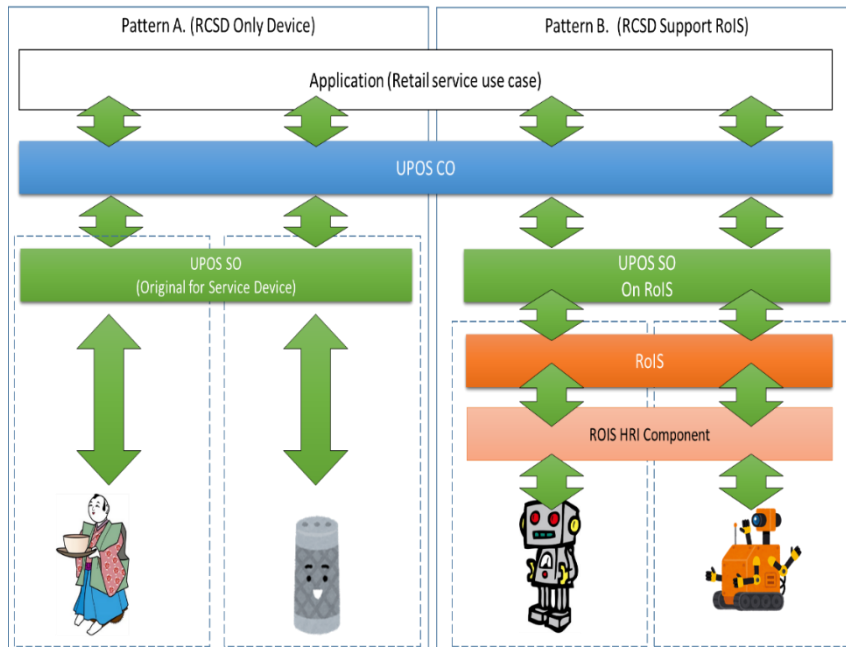 Pattern A. (RCSD Only Device)
Pattern B. (RCSD Support RoIS)
Application (Retail service use case)
UPOS CO
UPOS SO
(Original for Service Device)
UPOS SO
On RoIS
RoIS
ROIS HRI Component